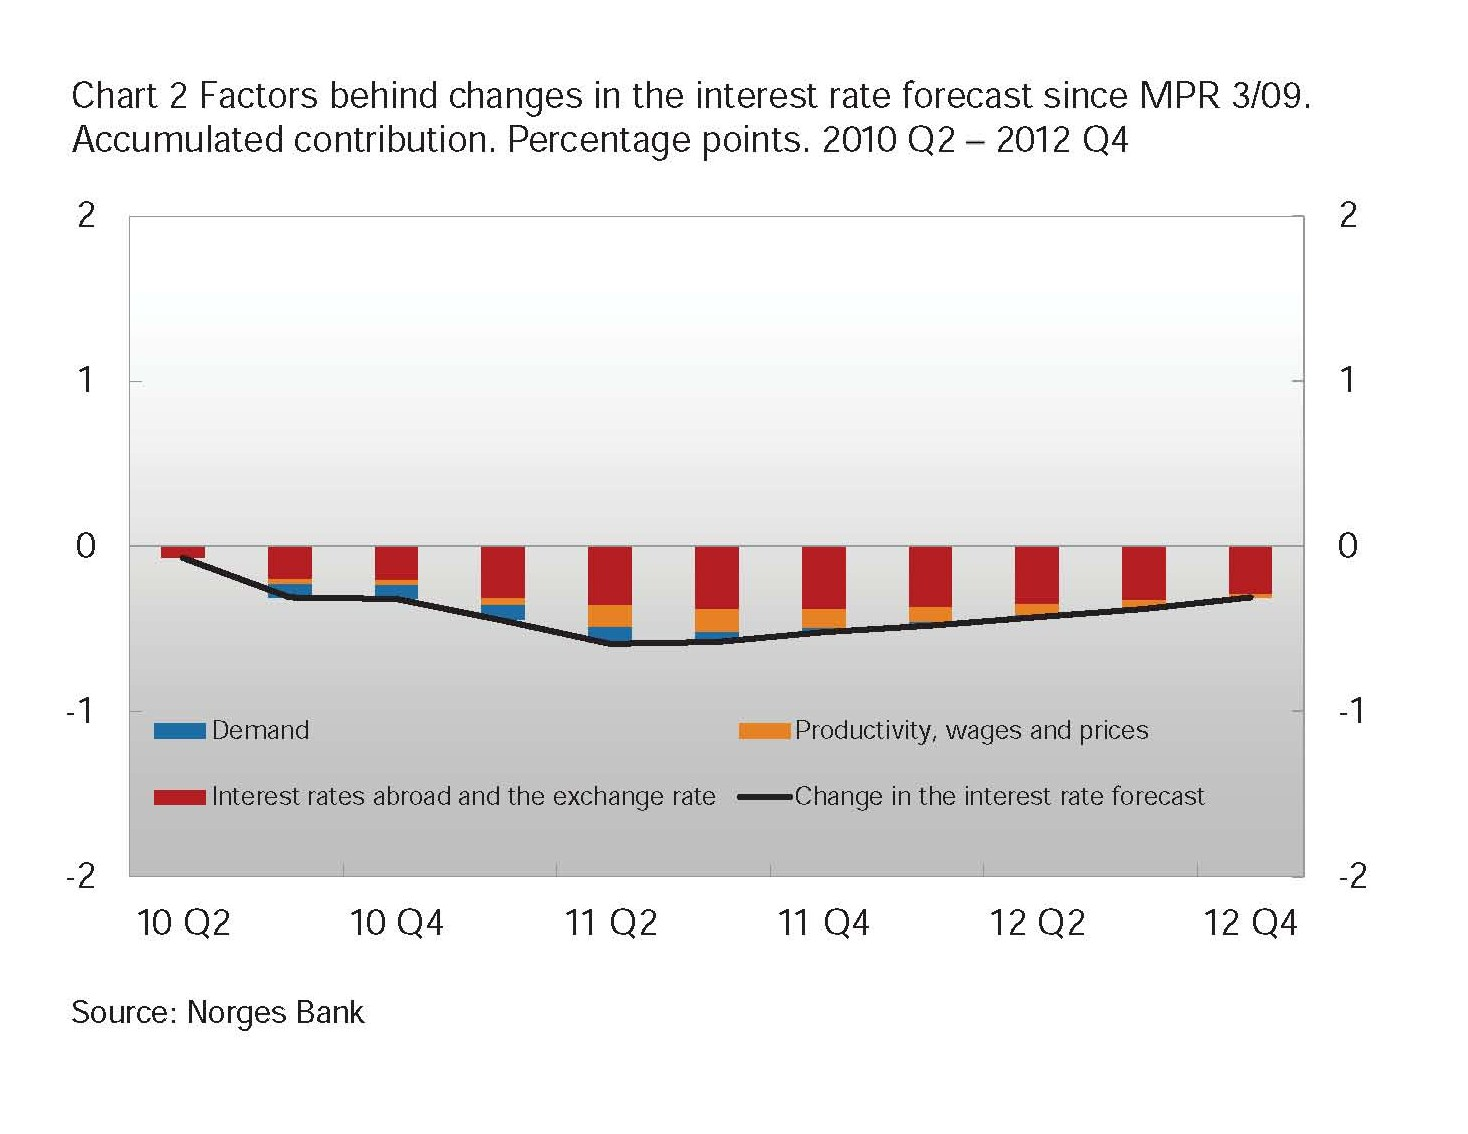 Chart 2 Factors behind changes in the interest rate forecast since MPR 3/09.
Accumulated contribution. Percentage points. 2010 Q2 – 2012 Q4
2 2
1 1
0 0
-1 -1
Demand Productivity, wages and prices
Interest rates abroad and the exchange rate Change in the interest rate forecast
-2 -2
10 Q2 10 Q4 11 Q2 11 Q4 12 Q2 12 Q4
Source: Norges Bank